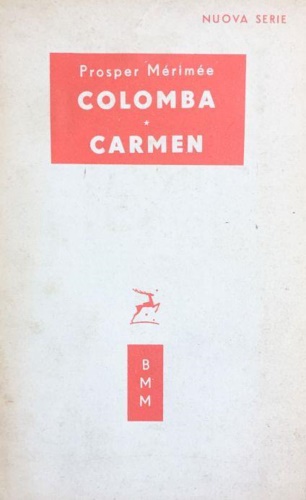 NUOVA SERIE
Prosper Mérimée
COLOMBA
*
CARMEN
B
M
M